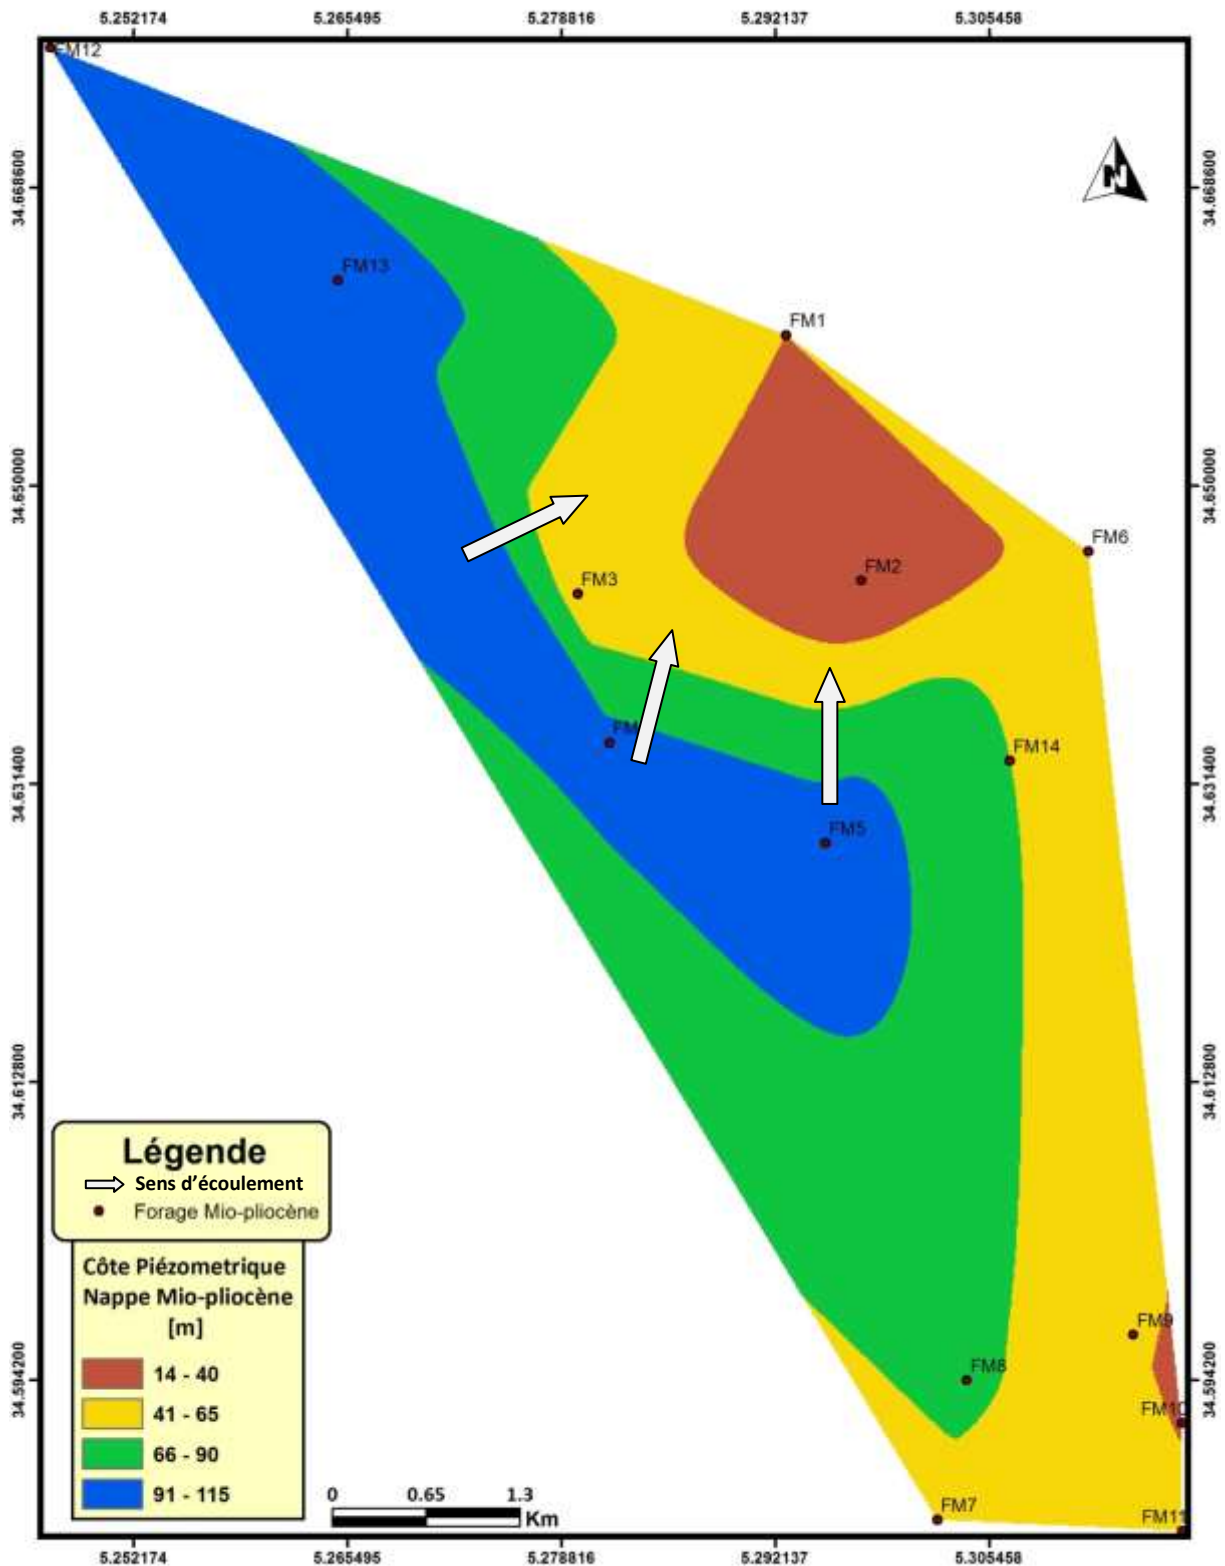 5.252174 5.265495 5.278816 5.292137 5.305458
FM12
34.668600 34.668600
FM13
FM1
34.650000 34.650000
FM6
FM2
FM3
FM
FM14
34.631400 34.631400
FM5
34.612800 34.612800
Légende
Sens d'écoulement
Forage Mio-pliocène
Côte Piézometrique
Nappe Mio-pliocène
[m]
14 - 40
41 - 65
66 - 90
91 - 115
FM9
FM8
34.594200 34.594200
FM10
0 0.65 1.3
Km
FM7
FM11
5.252174 5.265495 5.278816 5.292137 5.305458
N